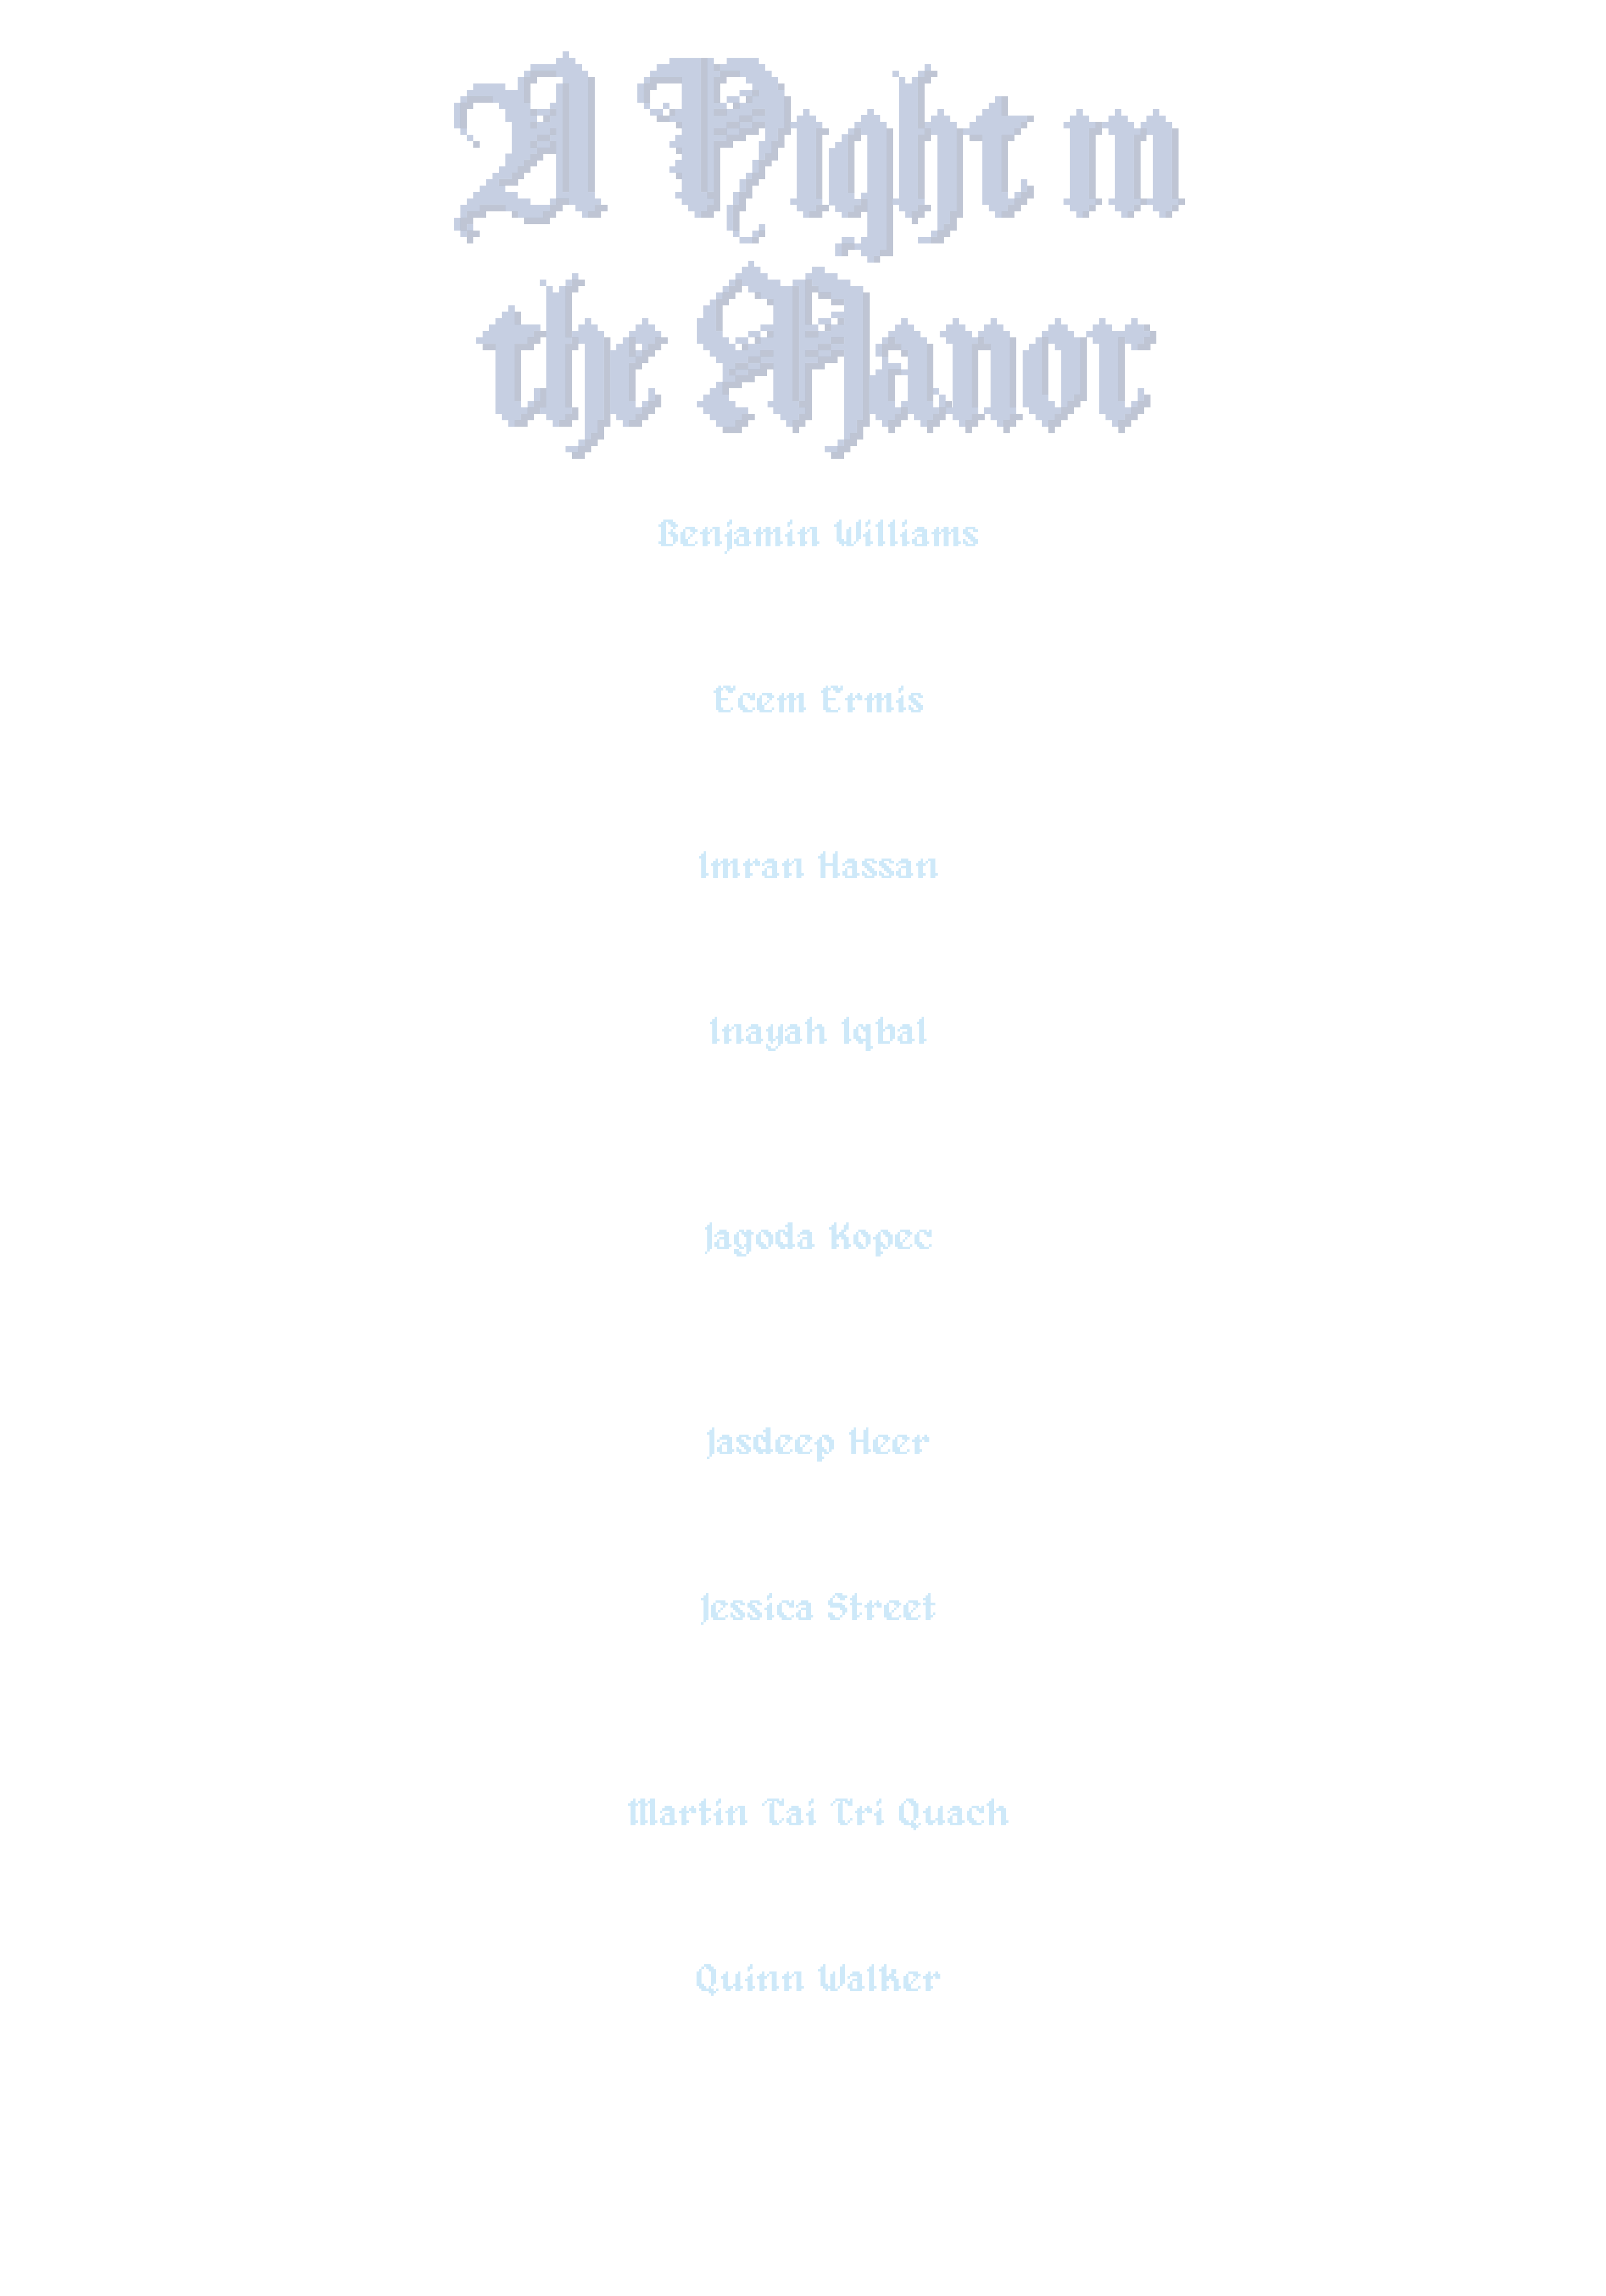 A Night in
the Manor
Benjamin Williams
Ecem Ermis
Imran Hassan
Inayah Iqbal
Jagoda Kopec
Jasdeep Heer
Jessica Street
Martin Tai Tri Quach
Quinn Walker